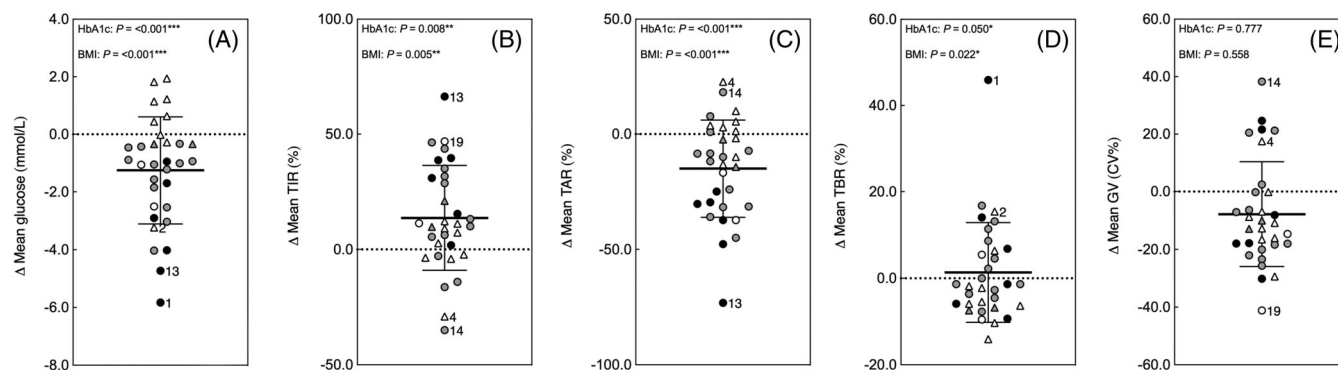 HbA1c: P = <0.001***
BMI: P = <0.001***
(A)
Δ Mean glucose (mmol/L)
4.0
2.0
0.0
-2.0
-4.0
-6.0
-8.0
2
13
1
HbA1c: P = 0.008**
BMI: P = 0.005**
(B)
Δ Mean TIR (%)
100.0
50.0
0.0
-50.0
13
19
4
14
HbA1c: P = <0.001***
BMI: P = <0.001***
(C)
Δ Mean TAR (%)
50.0
0.0
-50.0
-100.0
4
14
13
HbA1c: P = 0.050*
BMI: P = 0.022*
(D)
Δ Mean TBR (%)
60.0
40.0
20.0
0.0
-20.0
1
2
HbA1c: P = 0.777
BMI: P = 0.558
(E)
Δ Mean GV (CV%)
60.0
40.0
20.0
0.0
-20.0
-40.0
-60.0
14
4
19